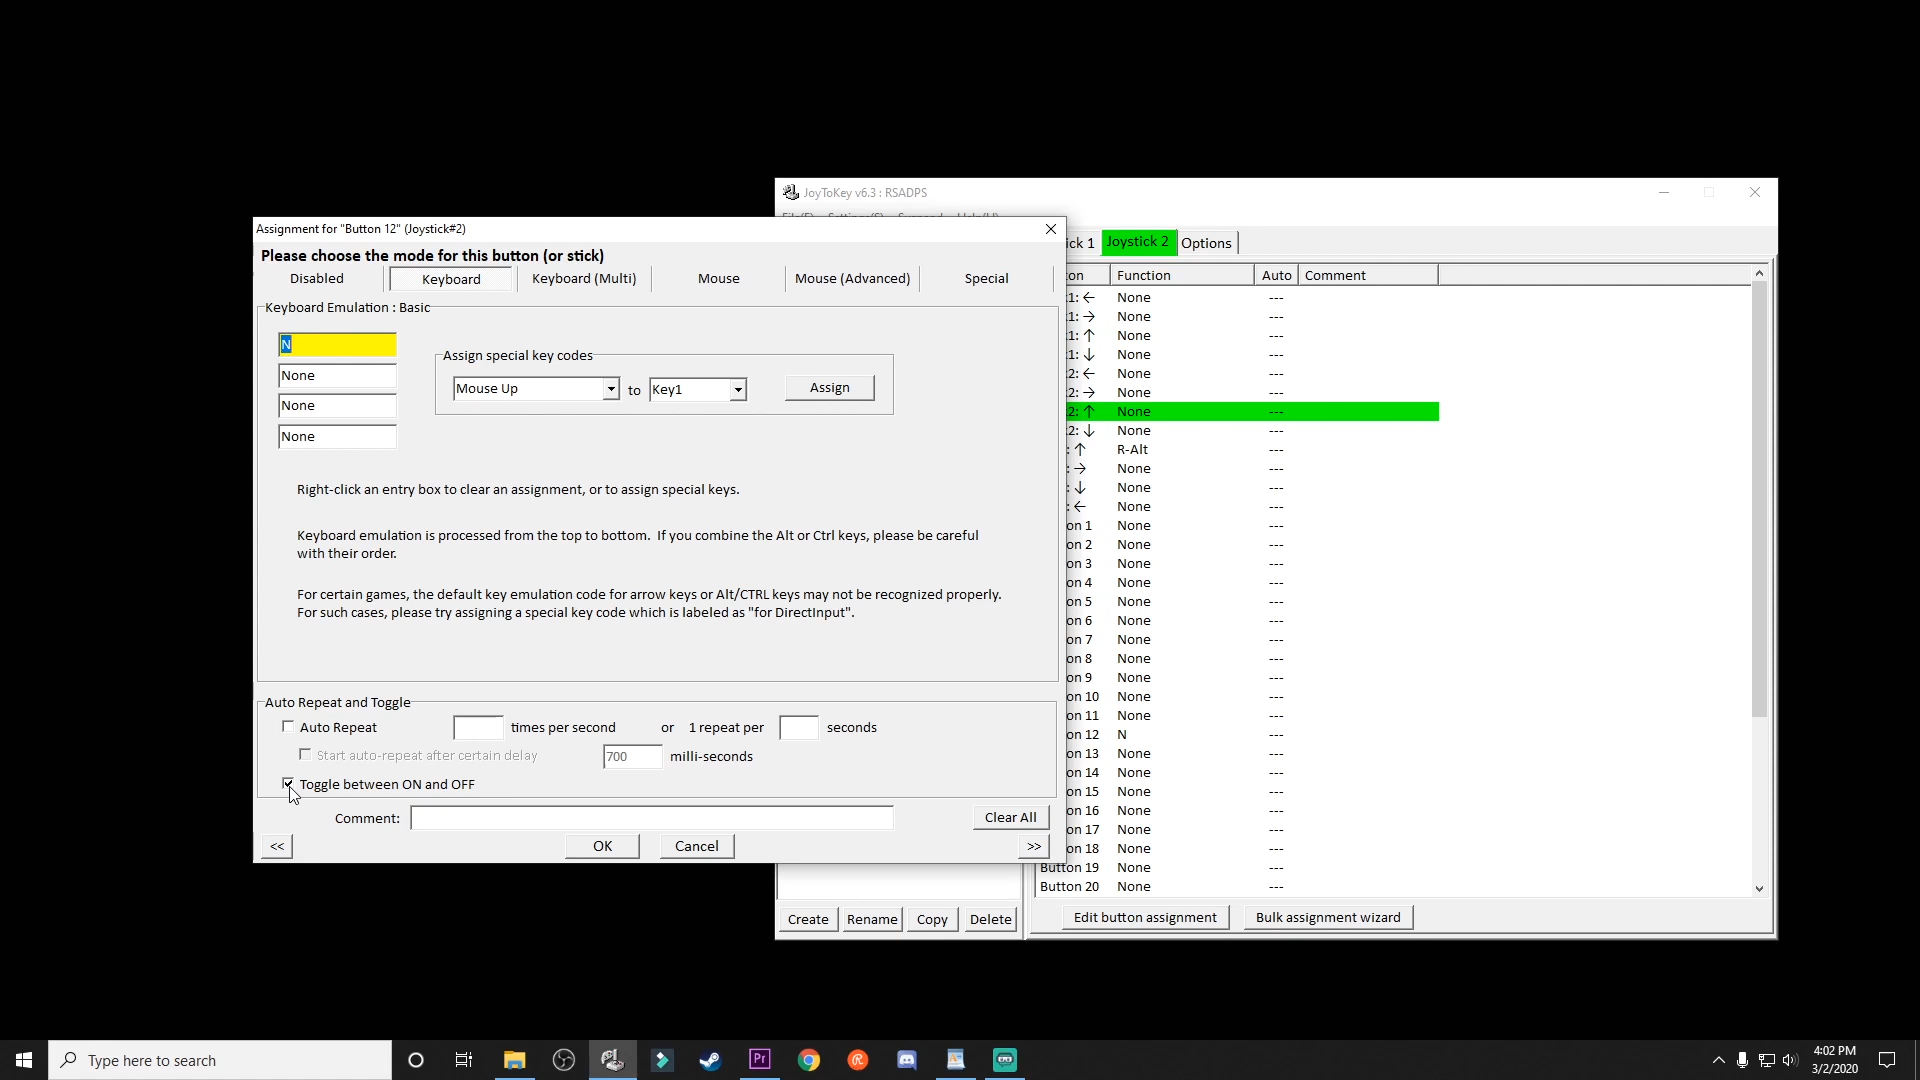 JoyToKey v6.3 : RSADPS
Assignment for "Button 12" (Joystick#2)
Please choose the mode for this button (or stick)
Disabled
Keyboard
Keyboard (Multi)
Mouse
Mouse (Advanced)
Special
Keyboard Emulation : Basic
N
None
None
None
Assign special key codes
Mouse Up
to
Key1
Assign
Right-click an entry box to clear an assignment, or to assign special keys.
Keyboard emulation is processed from the top to bottom.  If you combine the Alt or Ctrl keys, please be careful
with their order.
For certain games, the default key emulation code for arrow keys or Alt/CTRL keys may not be recognized properly.
For such cases, please try assigning a special key code which is labeled as "for DirectInput".
Auto Repeat and Toggle
Auto Repeat
times per second or 1 repeat per seconds
Start auto-repeat after certain delay 700 milli-seconds
Toggle between ON and OFF
Comment:
Clear All
<<
OK
Cancel
>>
ick 1
Joystick 2
Options
on Function Auto Comment
1: ← None ---
1: → None ---
1: ↑ None ---
1: ↓ None ---
2: ← None ---
2: → None ---
2: ↑ None ---
2: ↓ None ---
: ↑ R-Alt ---
: → None ---
: ↓ None ---
: ← None ---
on 1 None ---
on 2 None ---
on 3 None ---
on 4 None ---
on 5 None ---
on 6 None ---
on 7 None ---
on 8 None ---
on 9 None ---
on 10 None ---
on 11 None ---
on 12 N ---
on 13 None ---
on 14 None ---
on 15 None ---
on 16 None ---
on 17 None ---
on 18 None ---
Button 19 None ---
Button 20 None ---
Create
Rename
Copy
Delete
Edit button assignment
Bulk assignment wizard
Type here to search
Pr
4:02 PM
3/2/2020